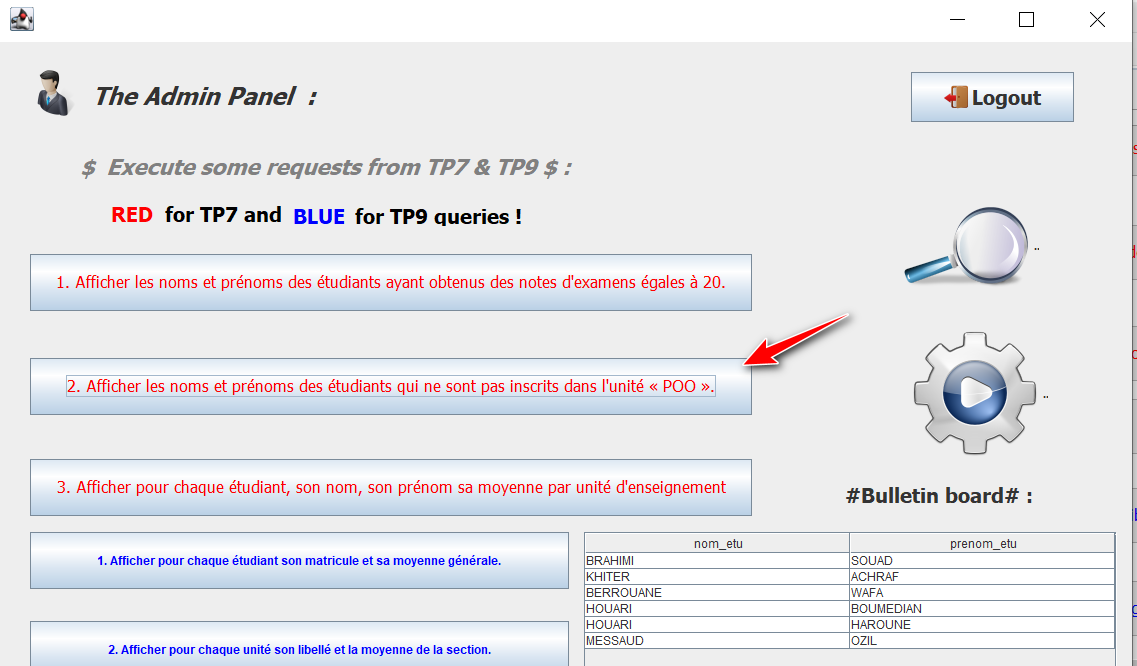 The Admin Panel :
Logout
$ Execute some requests from TP7 & TP9 $ :
RED for TP7 and BLUE for TP9 queries !
..
1. Afficher les noms et prénoms des étudiants ayant obtenus des notes d'examens égales à 20.
2. Afficher les noms et prénoms des étudiants qui ne sont pas inscrits dans l'unité « POO ».
..
3. Afficher pour chaque étudiant, son nom, son prénom sa moyenne par unité d'enseignement
#Bulletin board# :
1. Afficher pour chaque étudiant son matricule et sa moyenne générale.
nom_etu prenom_etu
BRAHIMI SOUAD
KHITER ACHRAF
BERROUANE WAFA
HOUARI BOUMEDIAN
HOUARI HAROUNE
MESSAUD OZIL
2. Afficher pour chaque unité son libellé et la moyenne de la section.